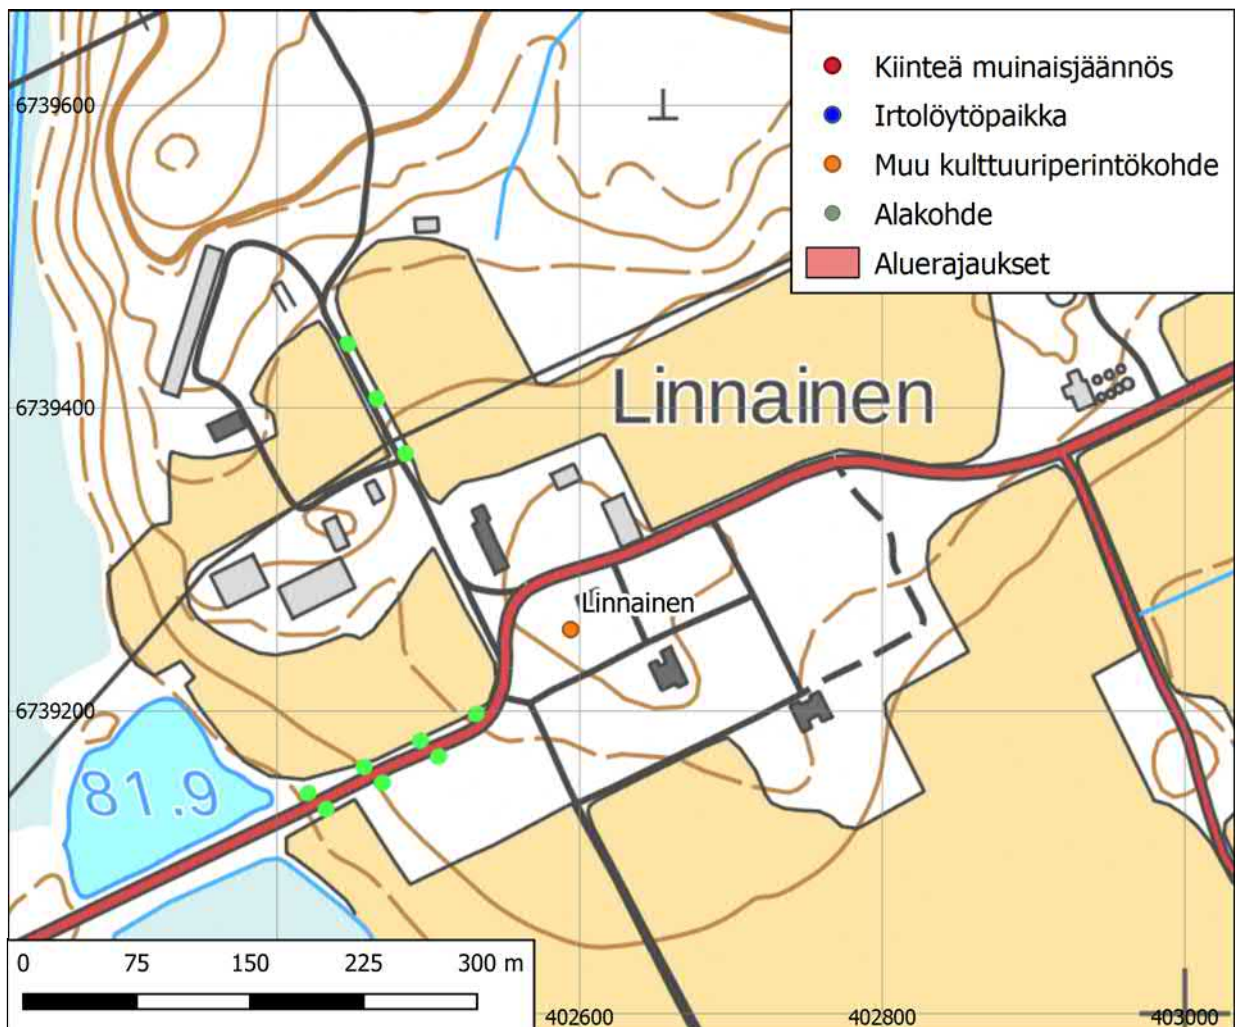 Kiinteä muinaisjäännös
Irtolöytöpaikka
Muu kulttuuriperintökohde
Alakohde
Aluerajaukset
6739600
6739400
Linnainen
Linnainen
6739200
81.9
0 75 150 225 300 m
402600 402800 403000